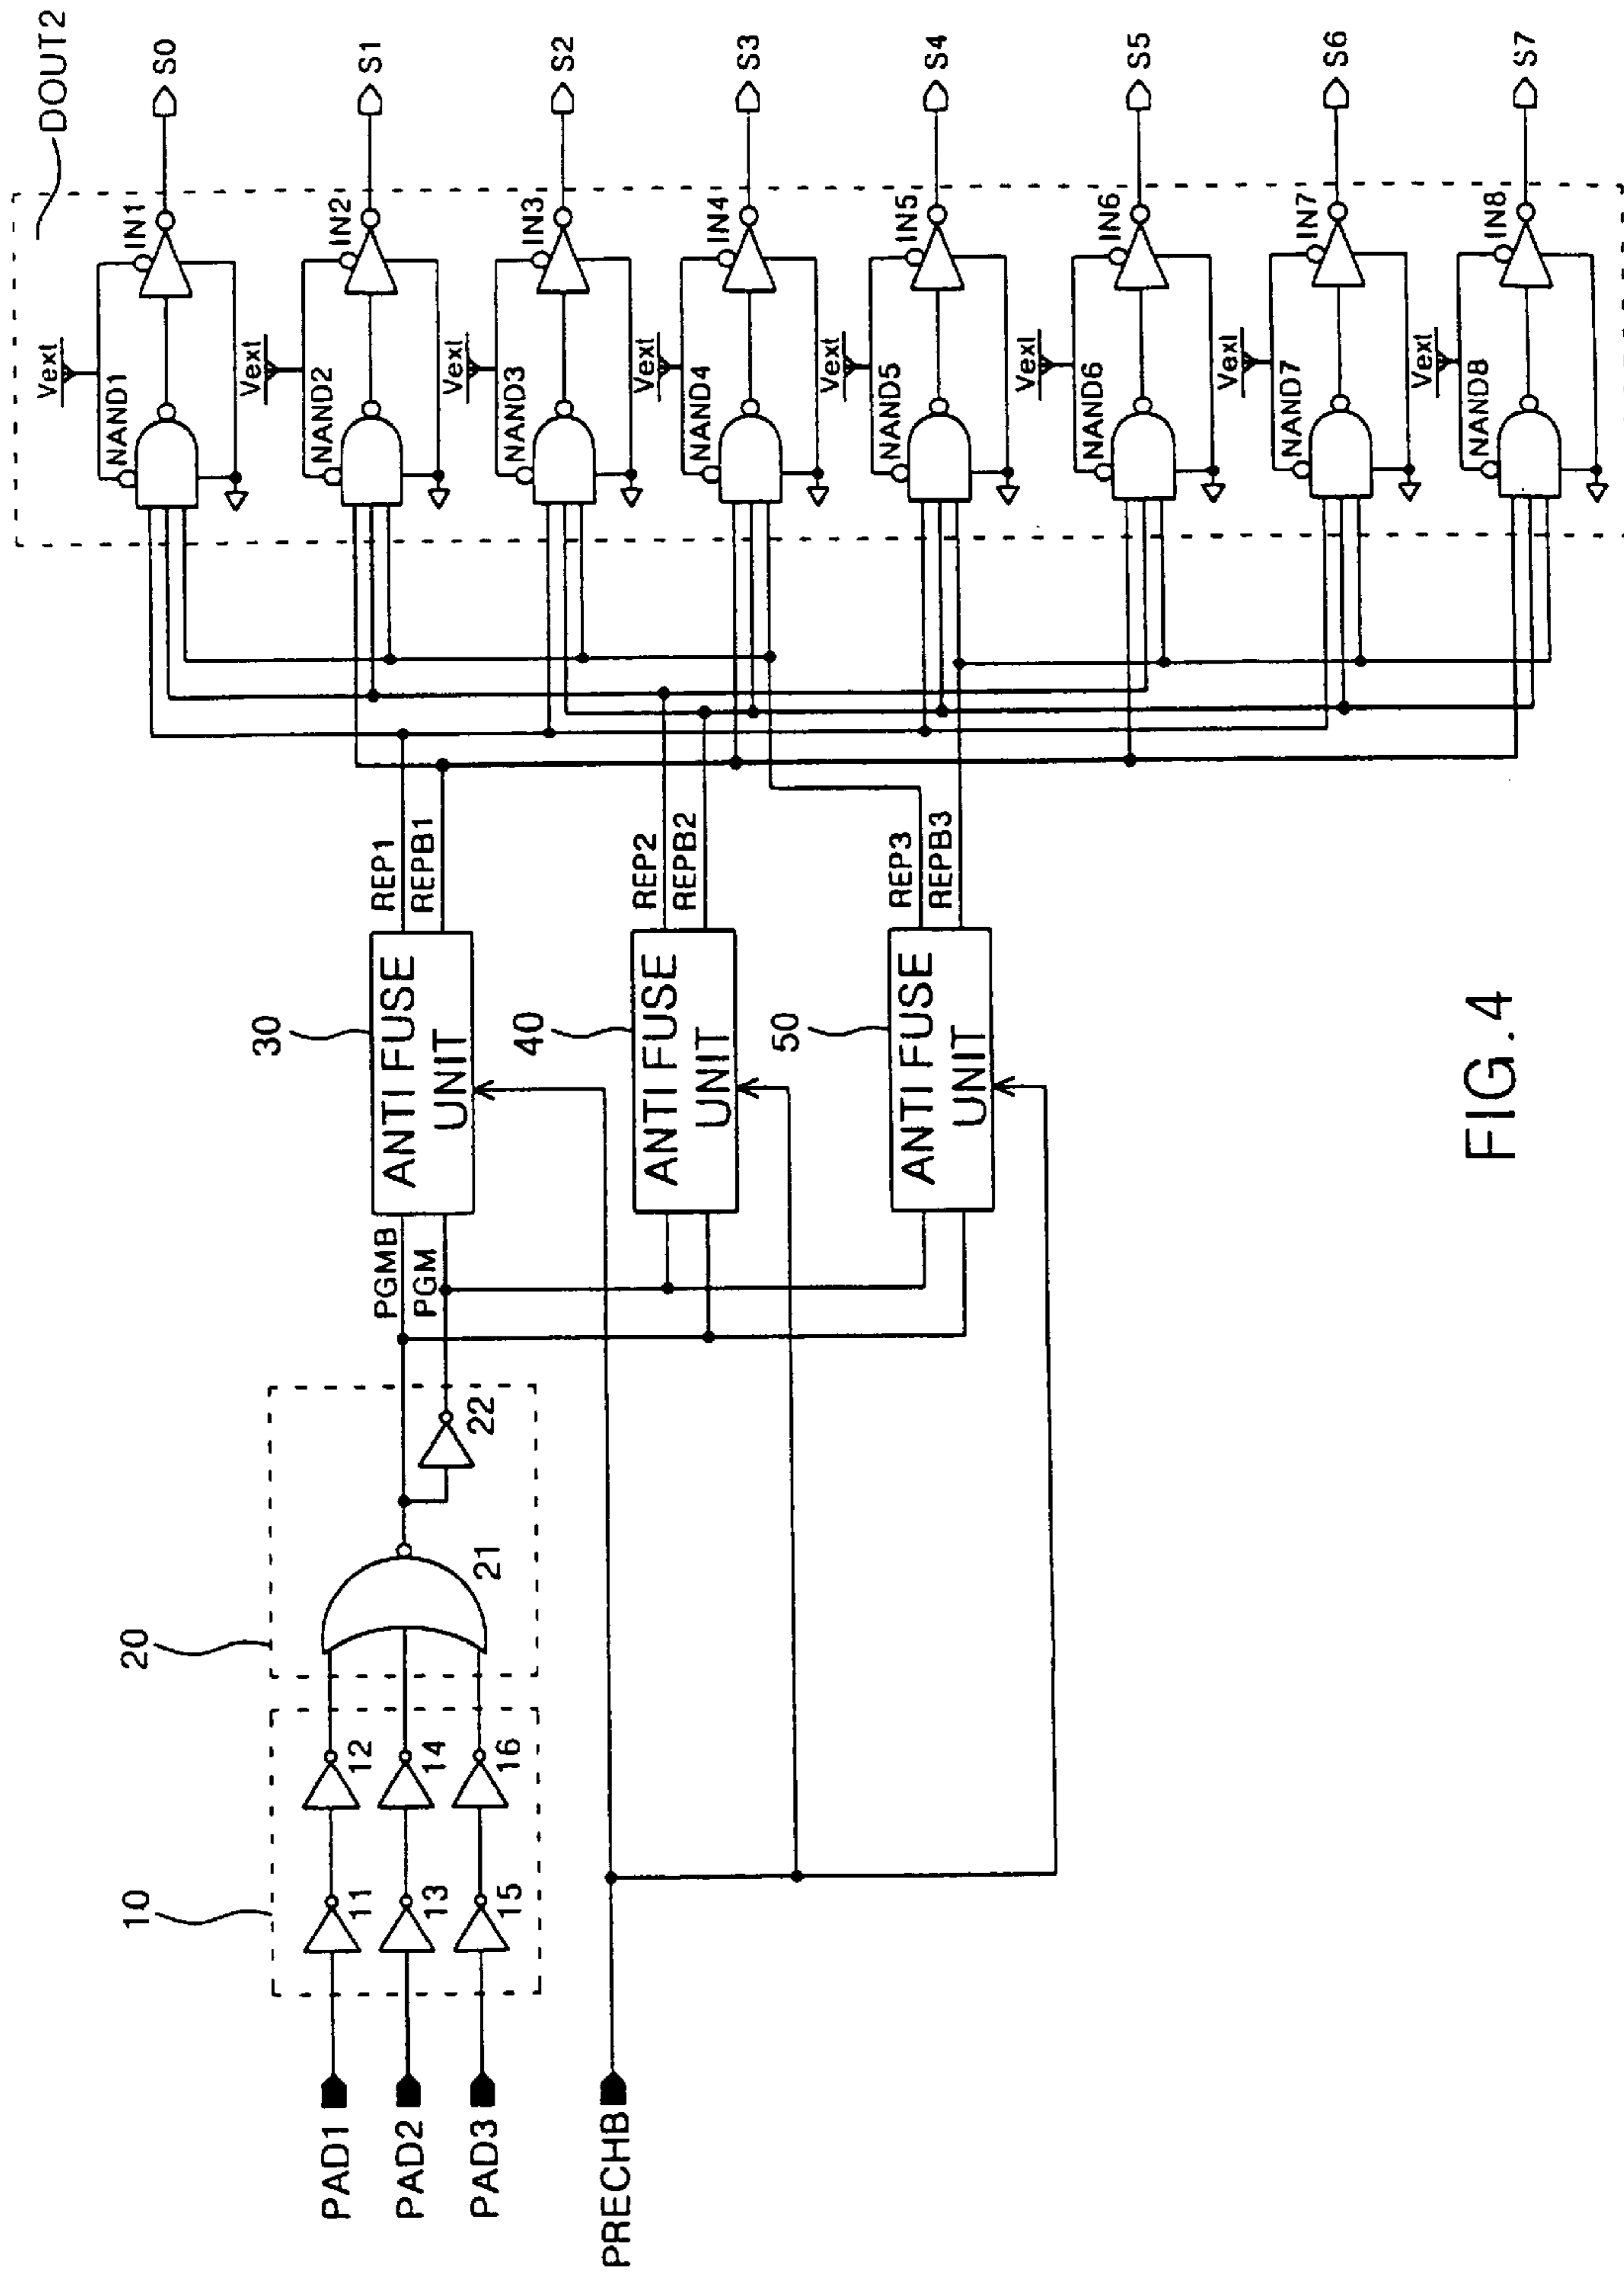 PAD1
PAD2
PAD3
PRECHB
10
11
12
13
14
15
16
20
21
22
PGMB
PGM
30
ANTI FUSE
UNIT
40
ANTI FUSE
UNIT
50
ANTI FUSE
UNIT
REP1
REPB1
REP2
REPB2
REP3
REPB3
DOUT2
Vext
NAND1
IN1
S0
Vext
NAND2
IN2
S1
Vext
NAND3
IN3
S2
Vext
NAND4
IN4
S3
Vext
NAND5
IN5
S4
Vext
NAND6
IN6
S5
Vext
NAND7
IN7
S6
Vext
NAND8
IN8
S7
FIG.4